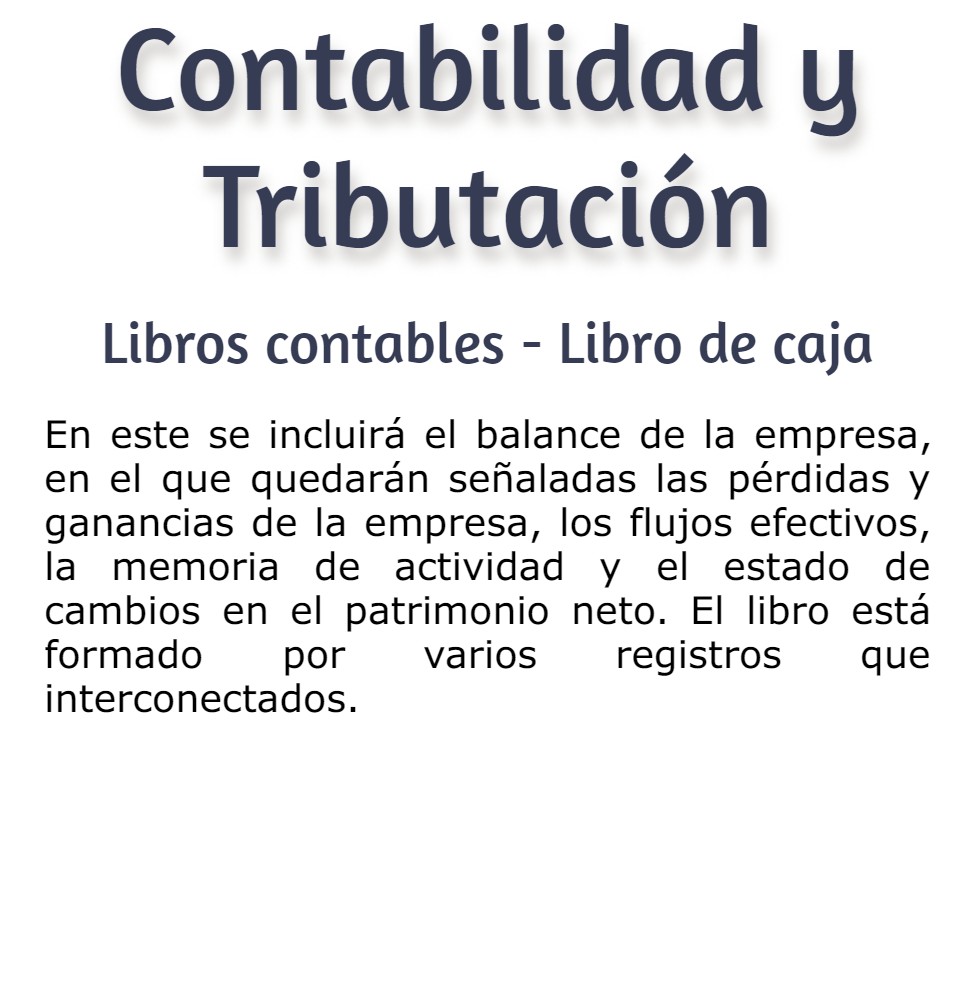 Contabilidad y
Tributación
Libros contables - Libro de caja
En este se incluirá el balance de la empresa,
en el que quedarán señaladas las pérdidas y
ganancias de la empresa, los flujos efectivos,
la memoria de actividad y el estado de
cambios en el patrimonio neto. El libro está
formado por varios registros que
interconectados.